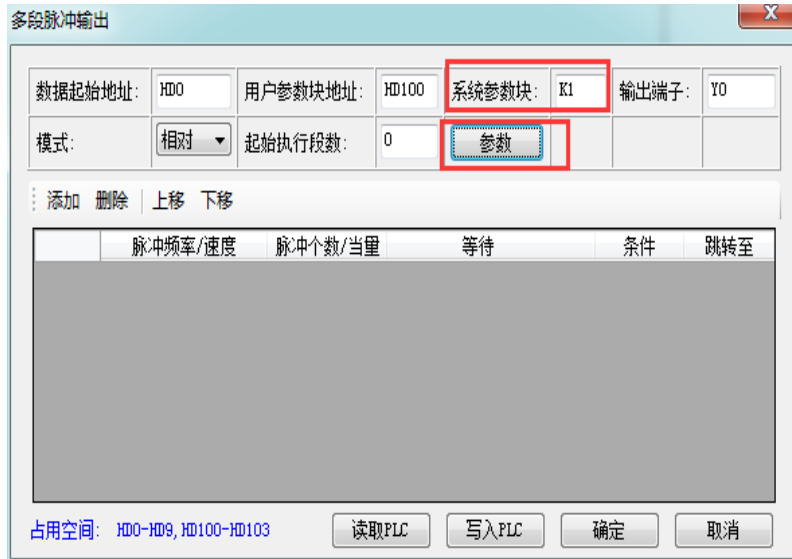 多段脉冲输出
数据起始地址: HD0 用户参数块地址: HD100 系统参数块: K1 输出端子: Y0
模式: 相对 起始执行段数: 0 参数
添加 删除 上移 下移
脉冲频率/速度 脉冲个数/当量 等待 条件 跳转至
占用空间: HD0-HD9,HD100-HD103 读取PLC 写入PLC 确定 取消